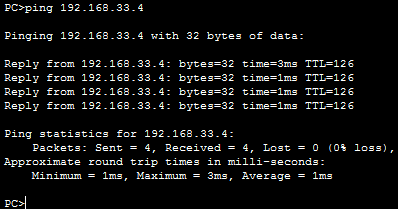 PC>ping 192.168.33.4
Pinging 192.168.33.4 with 32 bytes of data:
Reply from 192.168.33.4: bytes=32 time=3ms TTL=126
Reply from 192.168.33.4: bytes=32 time=1ms TTL=126
Reply from 192.168.33.4: bytes=32 time=1ms TTL=126
Reply from 192.168.33.4: bytes=32 time=1ms TTL=126
Ping statistics for 192.168.33.4:
Packets: Sent = 4, Received = 4, Lost = 0 (0% loss),
Approximate round trip times in milli-seconds:
Minimum = 1ms, Maximum = 3ms, Average = 1ms
PC>